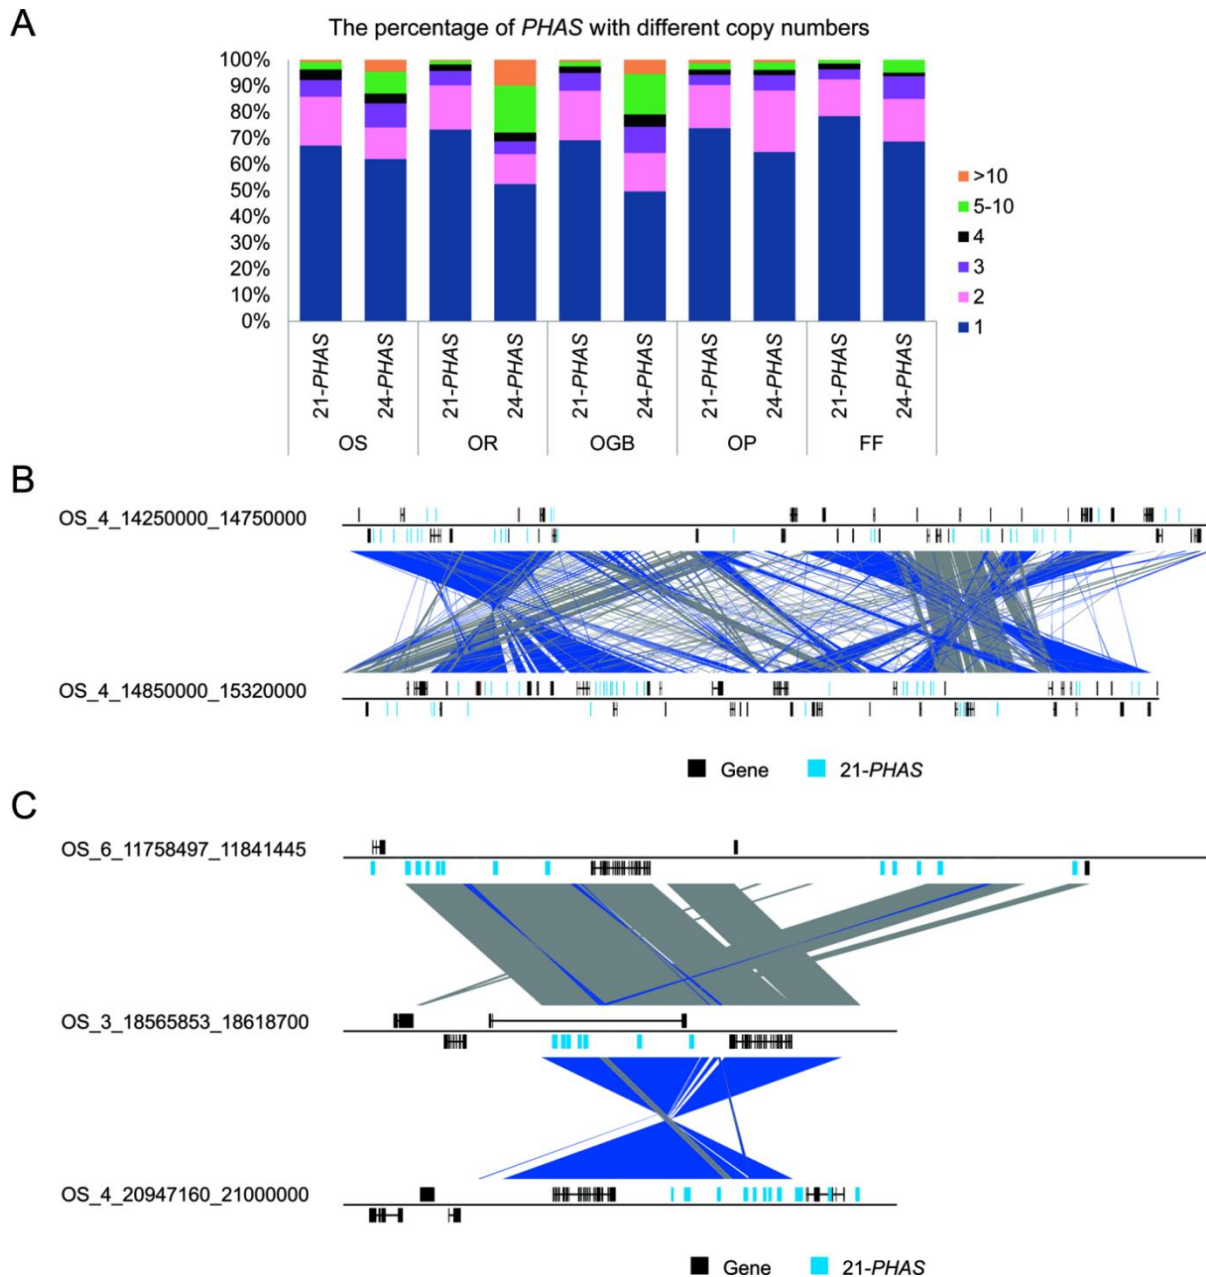 A
The percentage of PHAS with different copy numbers
100%
90%
80%
70%
60%
50%
40%
30%
20%
10%
0%
>10
5-10
4
3
2
1
21-PHAS 24-PHAS 21-PHAS 24-PHAS 21-PHAS 24-PHAS 21-PHAS 24-PHAS 21-PHAS 24-PHAS
OS OR OGB OP FF
B
OS_4_14250000_14750000
OS_4_14850000_15320000
Gene 21-PHAS
C
OS_6_11758497_11841445
OS_3_18565853_18618700
OS_4_20947160_21000000
Gene 21-PHAS